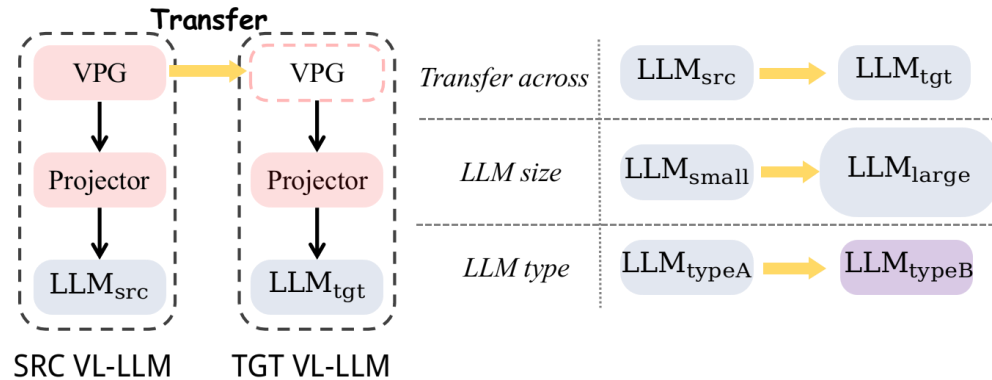 Transfer
VPG
VPG
Projector
Projector
LLMsrc
LLMtgt
SRC VL-LLM
TGT VL-LLM
Transfer across
LLMsrc
LLMtgt
LLM size
LLMsmall
LLMlarge
LLM type
LLMtypeA
LLMtypeB